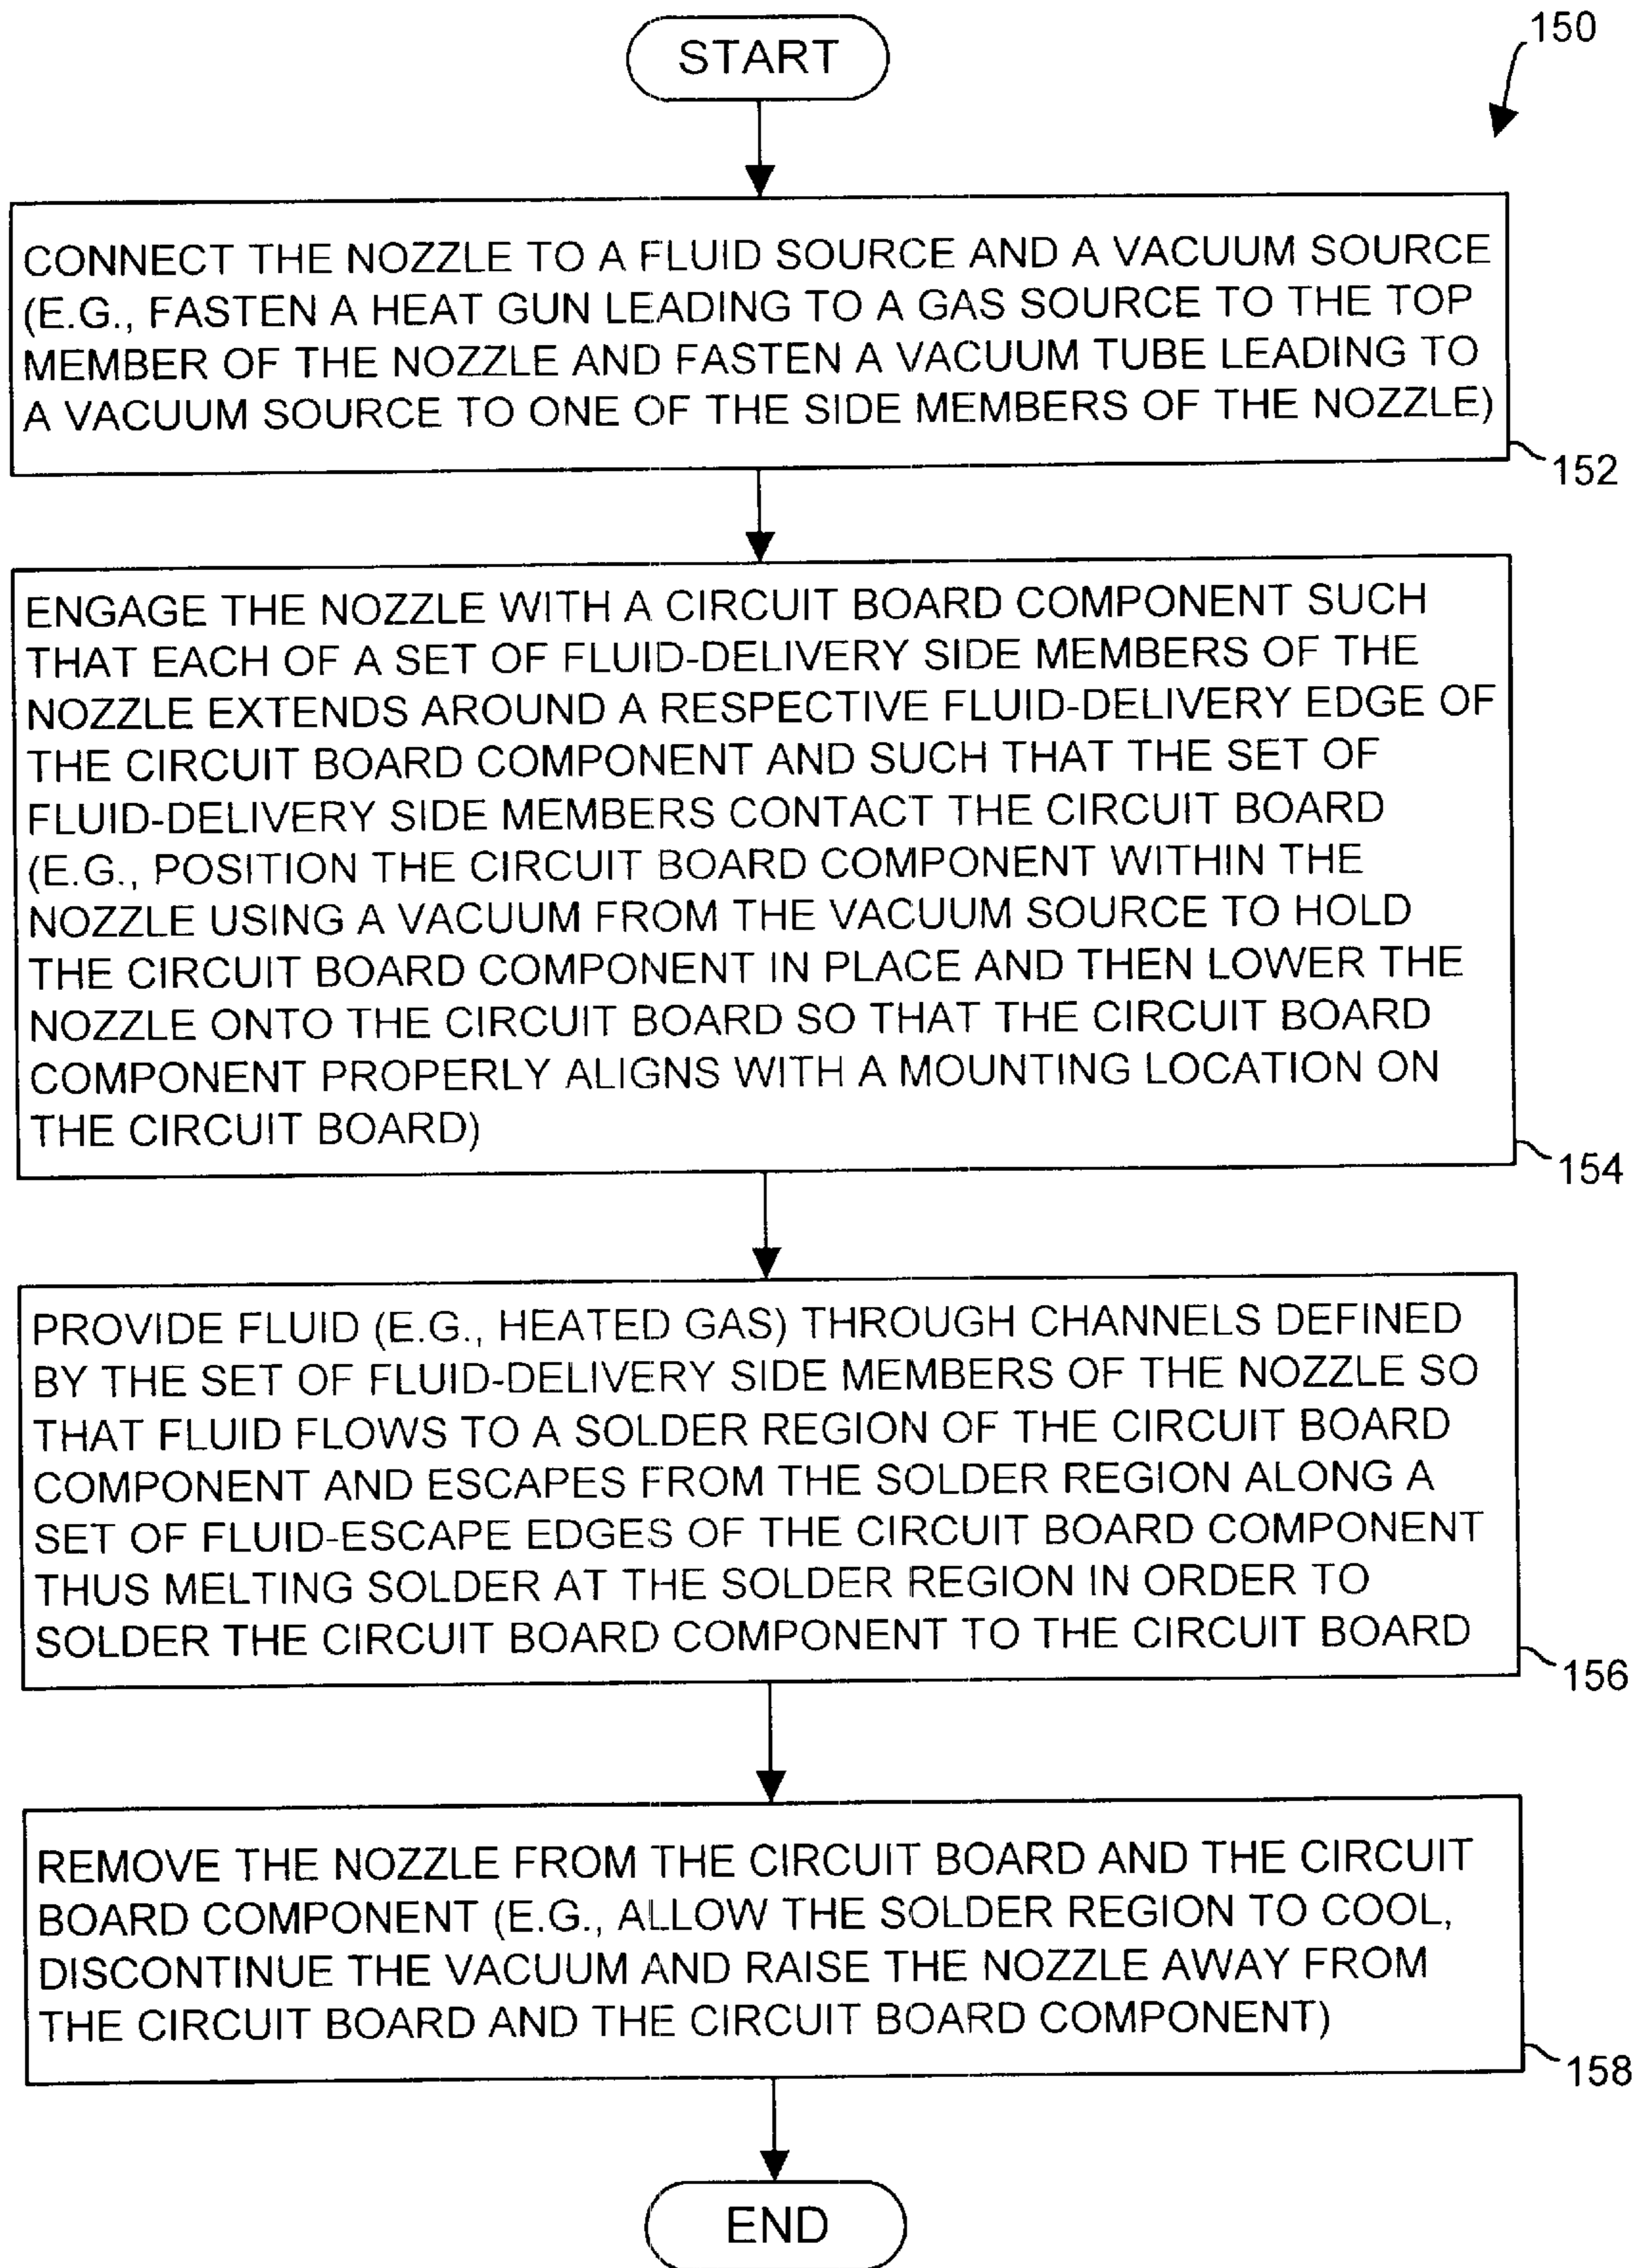 START
150
CONNECT THE NOZZLE TO A FLUID SOURCE AND A VACUUM SOURCE
(E.G., FASTEN A HEAT GUN LEADING TO A GAS SOURCE TO THE TOP
MEMBER OF THE NOZZLE AND FASTEN A VACUUM TUBE LEADING TO
A VACUUM SOURCE TO ONE OF THE SIDE MEMBERS OF THE NOZZLE)
152
ENGAGE THE NOZZLE WITH A CIRCUIT BOARD COMPONENT SUCH
THAT EACH OF A SET OF FLUID-DELIVERY SIDE MEMBERS OF THE
NOZZLE EXTENDS AROUND A RESPECTIVE FLUID-DELIVERY EDGE OF
THE CIRCUIT BOARD COMPONENT AND SUCH THAT THE SET OF
FLUID-DELIVERY SIDE MEMBERS CONTACT THE CIRCUIT BOARD
(E.G., POSITION THE CIRCUIT BOARD COMPONENT WITHIN THE
NOZZLE USING A VACUUM FROM THE VACUUM SOURCE TO HOLD
THE CIRCUIT BOARD COMPONENT IN PLACE AND THEN LOWER THE
NOZZLE ONTO THE CIRCUIT BOARD SO THAT THE CIRCUIT BOARD
COMPONENT PROPERLY ALIGNS WITH A MOUNTING LOCATION ON
THE CIRCUIT BOARD)
154
PROVIDE FLUID (E.G., HEATED GAS) THROUGH CHANNELS DEFINED
BY THE SET OF FLUID-DELIVERY SIDE MEMBERS OF THE NOZZLE SO
THAT FLUID FLOWS TO A SOLDER REGION OF THE CIRCUIT BOARD
COMPONENT AND ESCAPES FROM THE SOLDER REGION ALONG A
SET OF FLUID-ESCAPE EDGES OF THE CIRCUIT BOARD COMPONENT
THUS MELTING SOLDER AT THE SOLDER REGION IN ORDER TO
SOLDER THE CIRCUIT BOARD COMPONENT TO THE CIRCUIT BOARD
156
REMOVE THE NOZZLE FROM THE CIRCUIT BOARD AND THE CIRCUIT
BOARD COMPONENT (E.G., ALLOW THE SOLDER REGION TO COOL,
DISCONTINUE THE VACUUM AND RAISE THE NOZZLE AWAY FROM
THE CIRCUIT BOARD AND THE CIRCUIT BOARD COMPONENT)
158
END